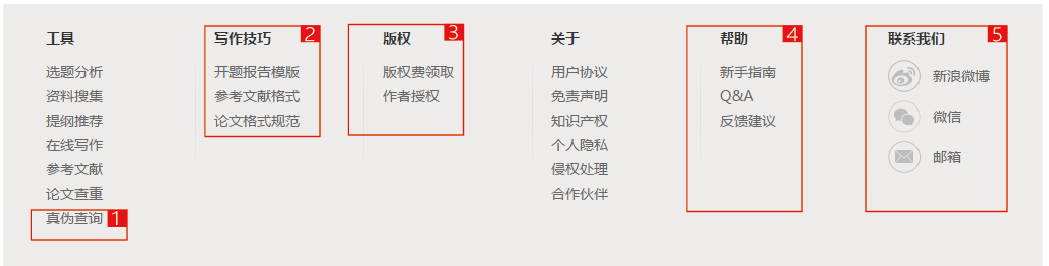 工具
选题分析
资料搜集
提纲推荐
在线写作
参考文献
论文查重
真伪查询
1
写作技巧
2
开题报告模版
参考文献格式
论文格式规范
版权
3
版权费领取
作者授权
关于
用户协议
免责声明
知识产权
个人隐私
侵权处理
合作伙伴
帮助
4
新手指南
Q&A
反馈建议
联系我们
5
新浪微博
微信
邮箱